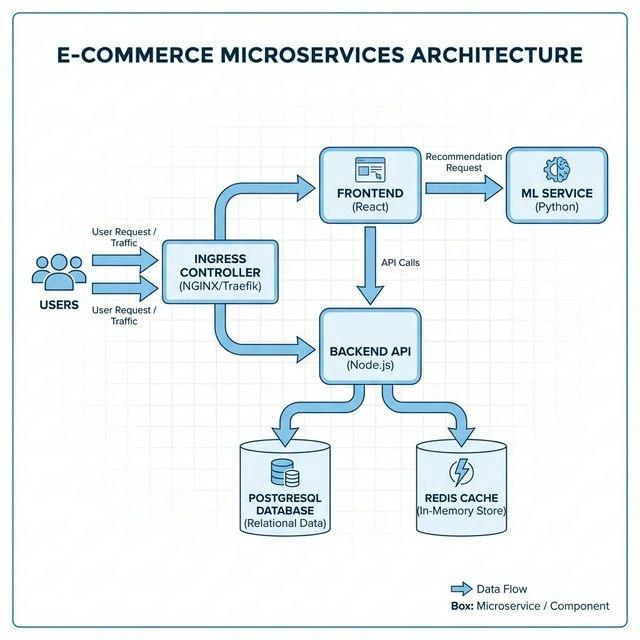 E-COMMERCE MICROSERVICES ARCHITECTURE
Recommendation
Request
FRONTEND
(React)
ML SERVICE
(Python)
User Request /
Traffic
INGRESS
CONTROLLER
(NGINX/Traefik)
API Calls
USERS
User Request /
Traffic
BACKEND API
(Node.js)
POSTGRESQL
DATABASE
(Relational Data)
REDIS CACHE
(In-Memory Store)
Data Flow
Box: Microservice / Component